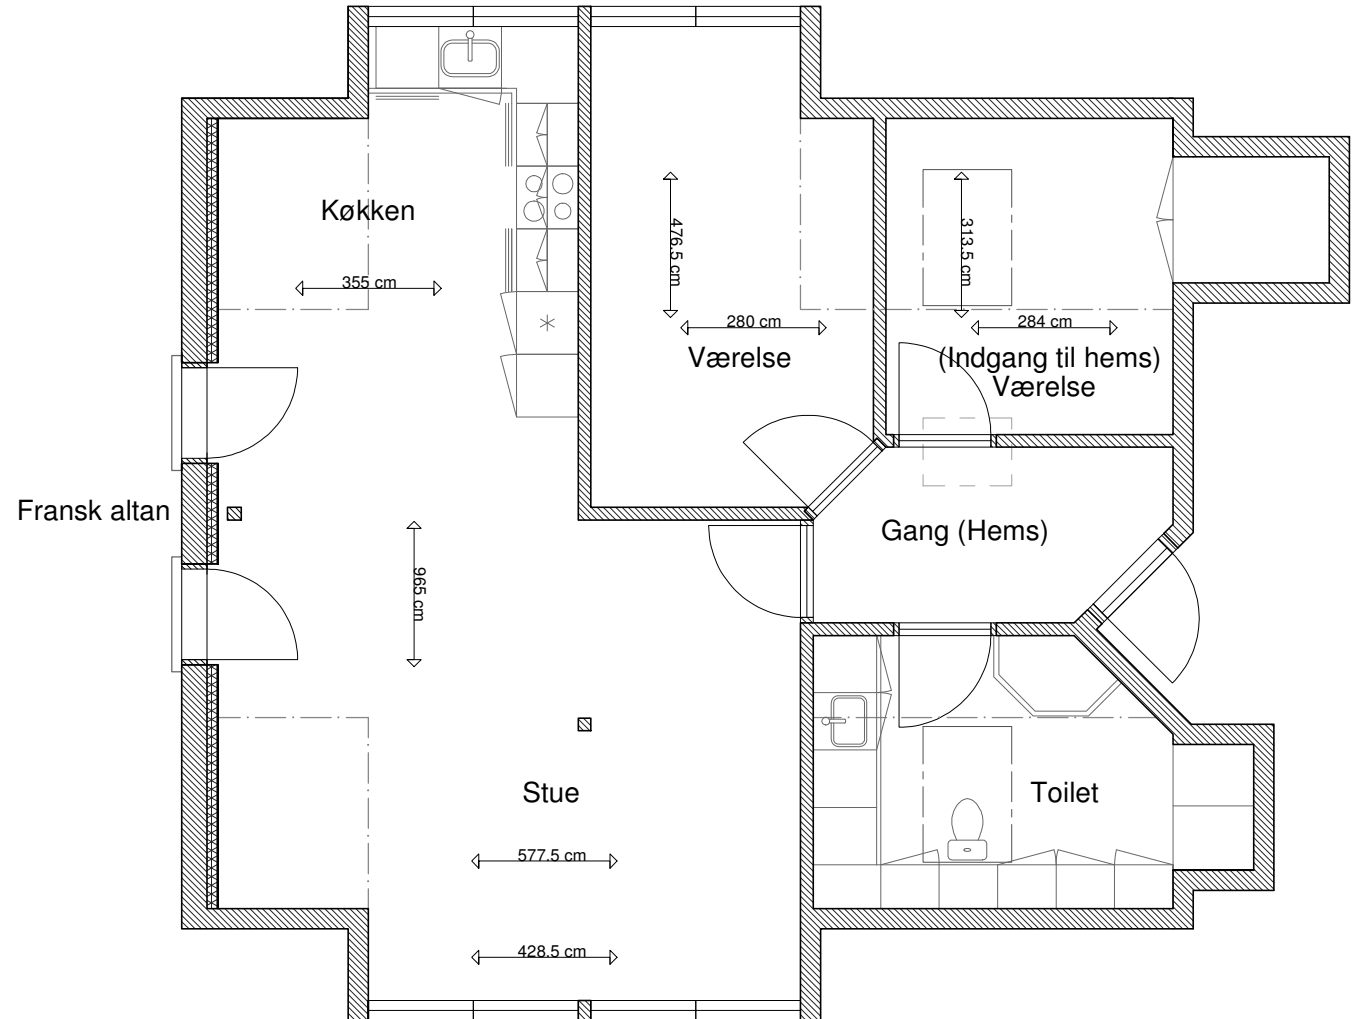 Køkken
355 cm
476.5 cm
280 cm
Værelse
313.5 cm
284 cm
(Indgang til hems)
Værelse
Fransk altan
965 cm
Gang (Hems)
Stue
577.5 cm
428.5 cm
Toilet